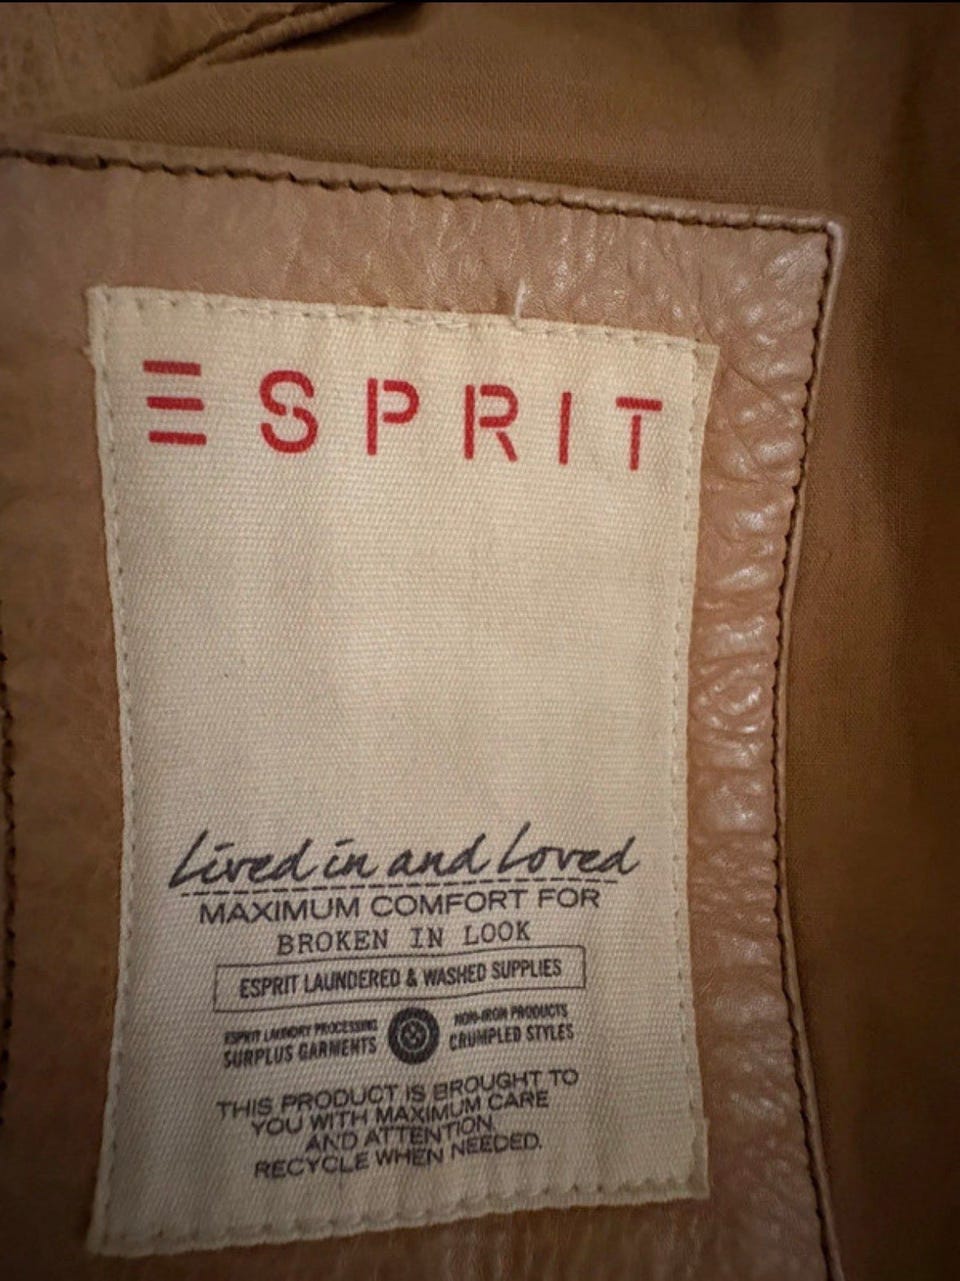 ESPRIT
Lived in and Loved
MAXIMUM COMFORT FOR
BROKEN IN LOOK
ESPRIT LAUNDERED & WASHED SUPPLIES
ESPRIT LAUNDRY PROCESSING
SURPLUS GARMENTS
NON-IRON PRODUCTS
CRUMPLED STYLES
THIS PRODUCT IS BROUGHT TO
YOU WITH MAXIMUM CARE
AND ATTENTION.
RECYCLE WHEN NEEDED.